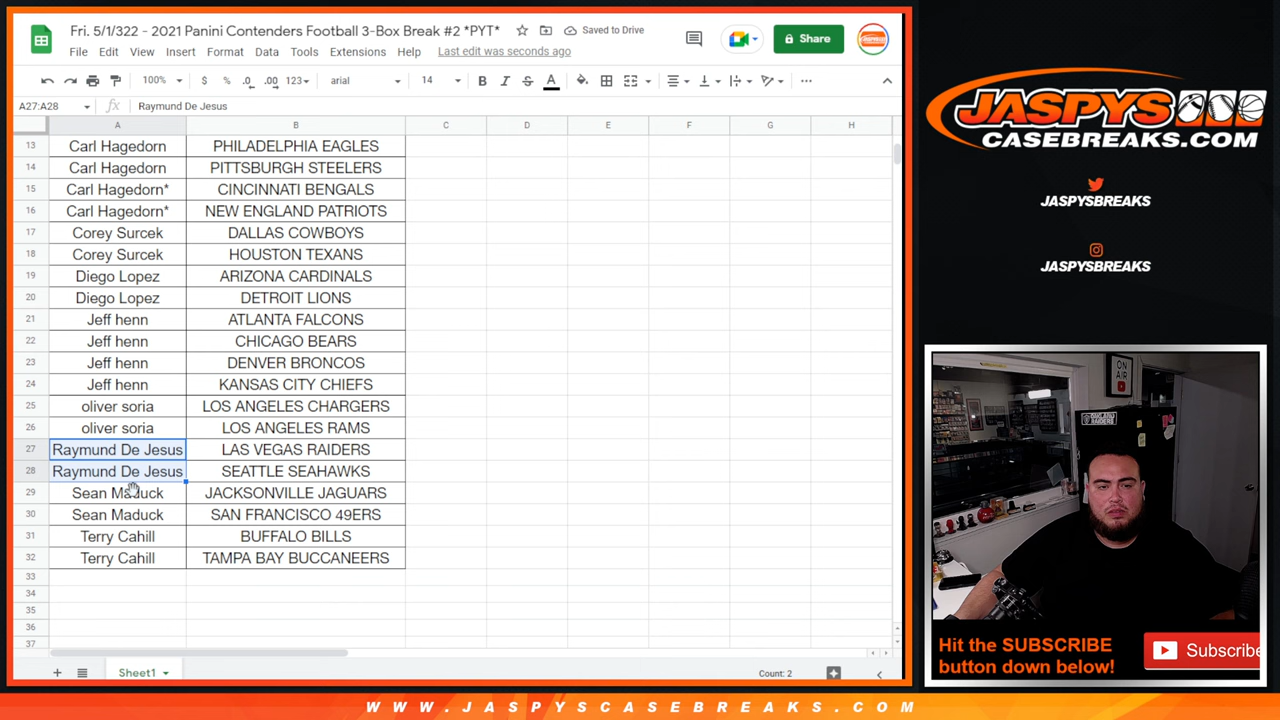 Fri. 5/1/322 - 2021 Panini Contenders Football 3-Box Break #2 *PYT*
Saved to Drive
Share
File Edit View Insert Format Data Tools Extensions Help Last edit was seconds ago
100% $ % .0 .00 123 arial 14 B I S A
A27:A28 fx Raymund De Jesus
A B C D E F G H
13 Carl Hagedorn PHILADELPHIA EAGLES
14 Carl Hagedorn PITTSBURGH STEELERS
15 Carl Hagedorn* CINCINNATI BENGALS
16 Carl Hagedorn* NEW ENGLAND PATRIOTS
17 Corey Surcek DALLAS COWBOYS
18 Corey Surcek HOUSTON TEXANS
19 Diego Lopez ARIZONA CARDINALS
20 Diego Lopez DETROIT LIONS
21 Jeff henn ATLANTA FALCONS
22 Jeff henn CHICAGO BEARS
23 Jeff henn DENVER BRONCOS
24 Jeff henn KANSAS CITY CHIEFS
25 oliver soria LOS ANGELES CHARGERS
26 oliver soria LOS ANGELES RAMS
27 Raymund De Jesus LAS VEGAS RAIDERS
28 Raymund De Jesus SEATTLE SEAHAWKS
29 Sean Maduck JACKSONVILLE JAGUARS
30 Sean Maduck SAN FRANCISCO 49ERS
31 Terry Cahill BUFFALO BILLS
32 Terry Cahill TAMPA BAY BUCCANEERS
33
34
35
36
37
Sheet1
Count: 2
JASPYS
CASEBREAKS.COM
JASPYSBREAKS
JASPYSBREAKS
ON
AIR
Hit the SUBSCRIBE
button down below!
Subscribe
WWW.JASPYSCASEBREAKS.COM